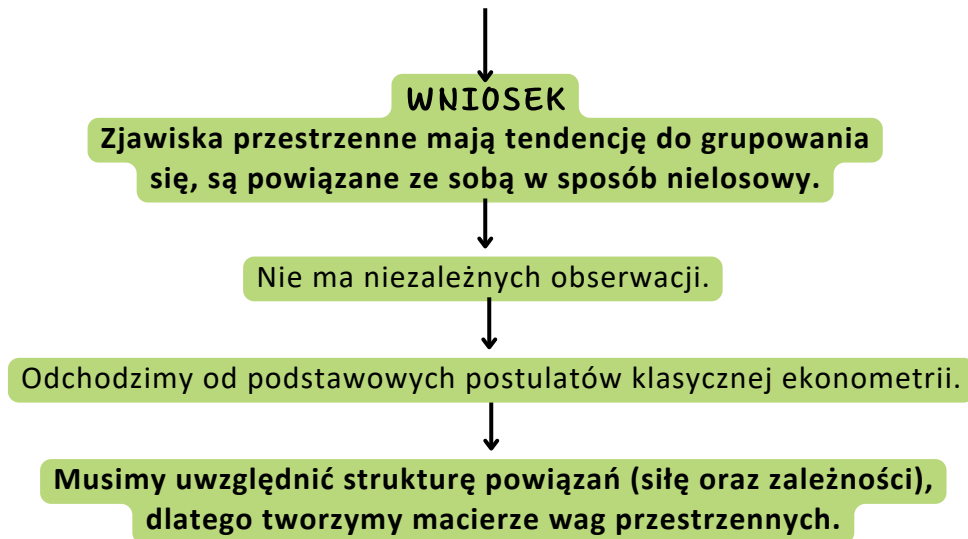 WNIOSEK
Zjawiska przestrzenne mają tendencję do grupowania
się, są powiązane ze sobą w sposób nielosowy.
Nie ma niezależnych obserwacji.
Odchodzimy od podstawowych postulatów klasycznej ekonometrii.
Musimy uwzględnić strukturę powiązań (siłę oraz zależności),
dlatego tworzymy macierze wag przestrzennych.